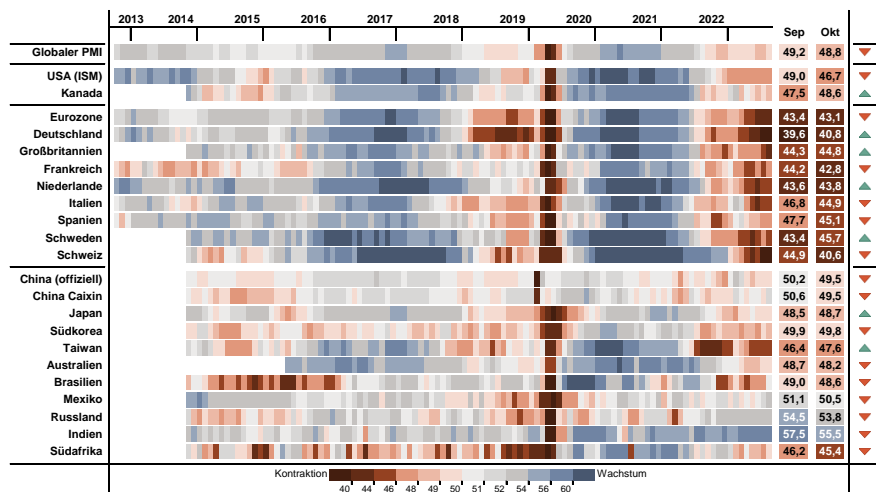 2013 2014 2015 2016 2017 2018 2019 2020 2021 2022
Sep Okt
Globaler PMI 49,2 48,8
USA (ISM) 49,0 46,7
Kanada 47,5 48,6
Eurozone 43,4 43,1
Deutschland 39,6 40,8
Großbritannien 44,3 44,8
Frankreich 44,2 42,8
Niederlande 43,6 43,8
Italien 46,8 44,9
Spanien 47,7 45,1
Schweden 43,4 45,7
Schweiz 44,9 40,6
China (offiziell) 50,2 49,5
China Caixin 50,6 49,5
Japan 48,5 48,7
Südkorea 49,9 49,8
Taiwan 46,4 47,6
Australien 48,7 48,2
Brasilien 49,0 48,6
Mexiko 51,1 50,5
Russland 54,5 53,8
Indien 57,5 55,5
Südafrika 46,2 45,4
Kontraktion Wachstum
40 44 46 48 49 50 51 52 54 56 60